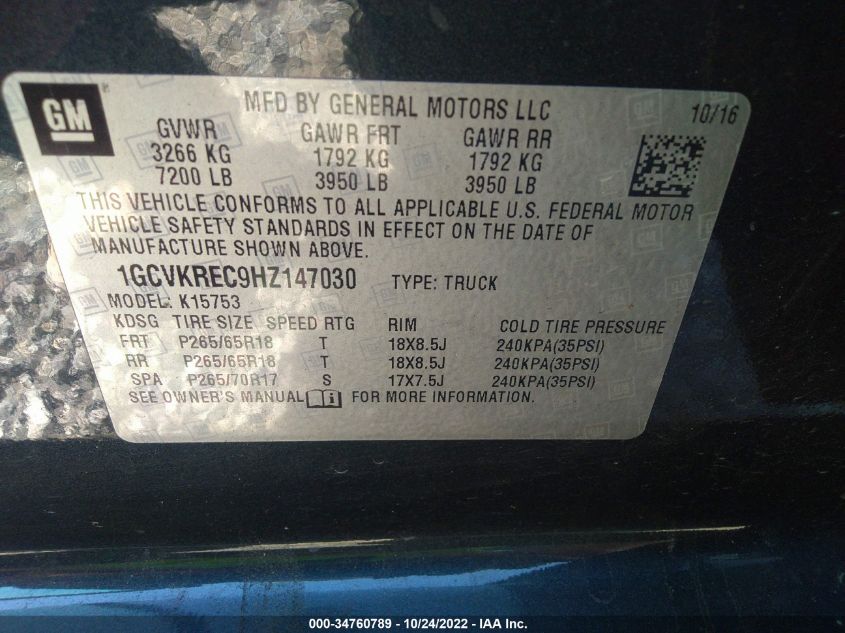 GM
MFD BY GENERAL MOTORS LLC 10/16
GVWR GAWR FRT GAWR RR
3266 KG 1792 KG 1792 KG
7200 LB 3950 LB 3950 LB
THIS VEHICLE CONFORMS TO ALL APPLICABLE U.S. FEDERAL MOTOR
VEHICLE SAFETY STANDARDS IN EFFECT ON THE DATE OF
MANUFACTURE SHOWN ABOVE.
1GCVKREC9HZ147030 TYPE: TRUCK
MODEL: K15753
KDSG TIRE SIZE SPEED RTG RIM COLD TIRE PRESSURE
FRT P265/65R18 T 18X8.5J 240KPA(35PSI)
RR P265/65R18 T 18X8.5J 240KPA(35PSI)
SPA P265/70R17 S 17X7.5J 240KPA(35PSI)
SEE OWNER'S MANUAL i FOR MORE INFORMATION.
000-34760789 - 10/24/2022 - IAA Inc.